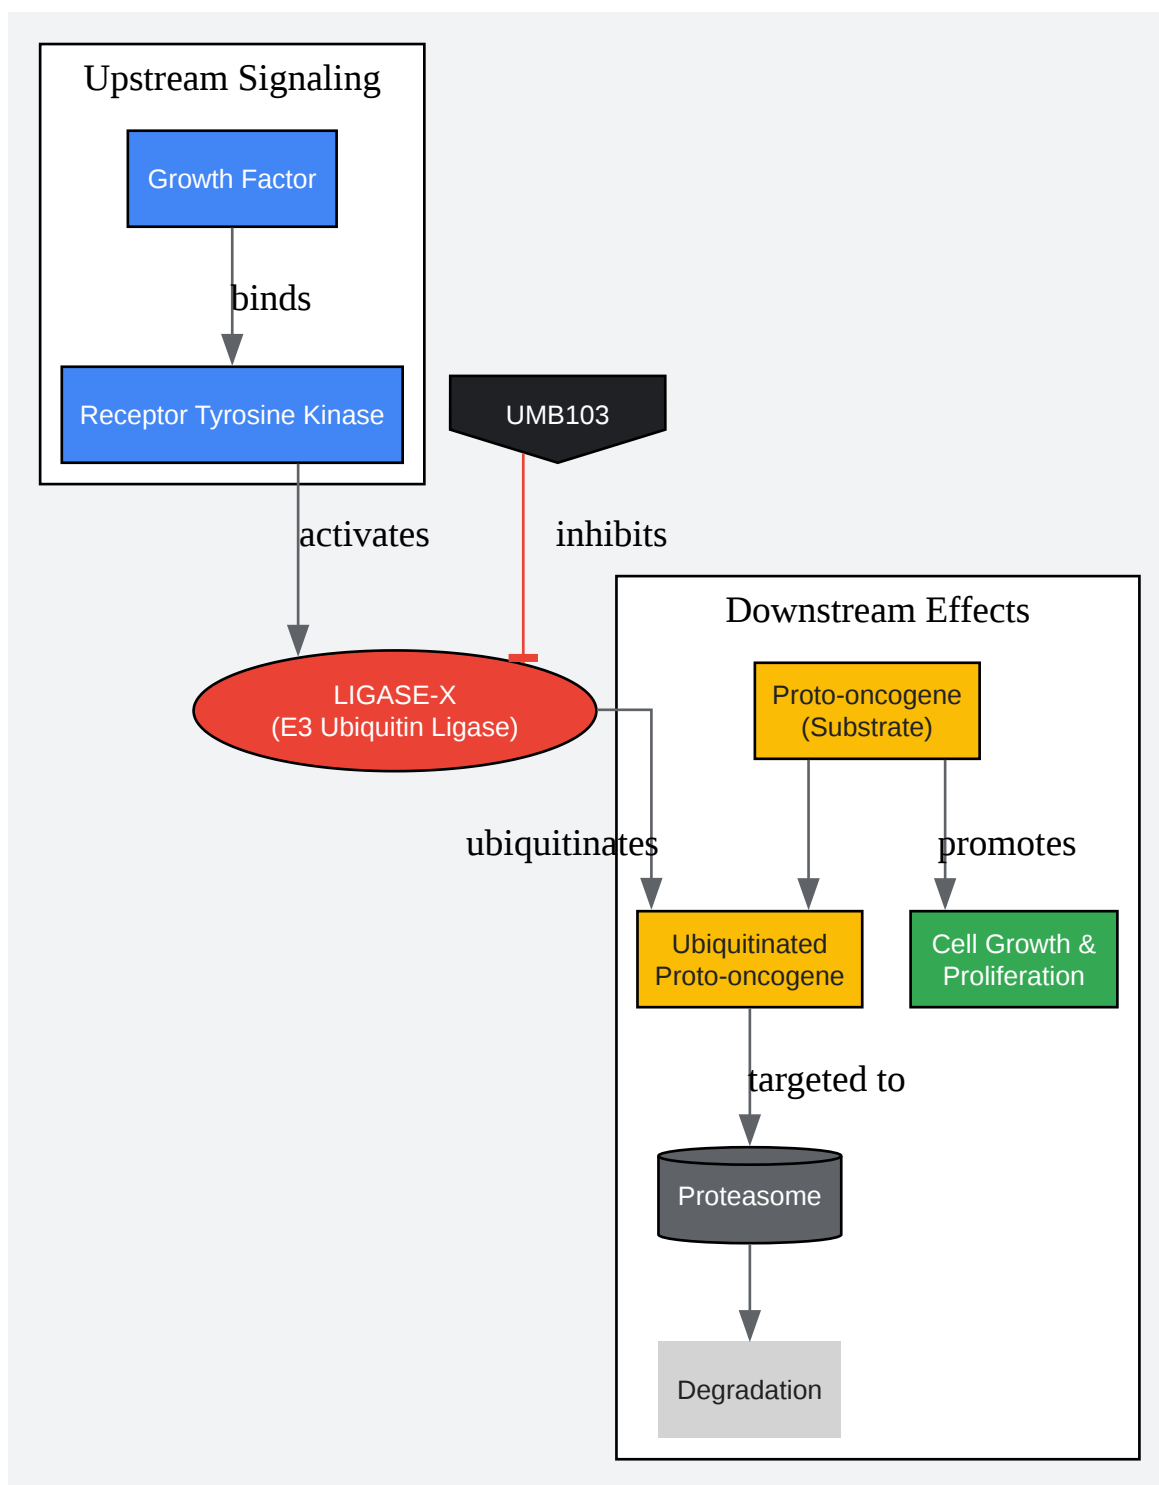 Upstream Signaling
Growth Factor
binds
Receptor Tyrosine Kinase
UMB103
activates
inhibits
Downstream Effects
LIGASE-X
(E3 Ubiquitin Ligase)
Proto-oncogene
(Substrate)
ubiquitinates
promotes
Ubiquitinated
Proto-oncogene
Cell Growth &
Proliferation
targeted to
Proteasome
Degradation